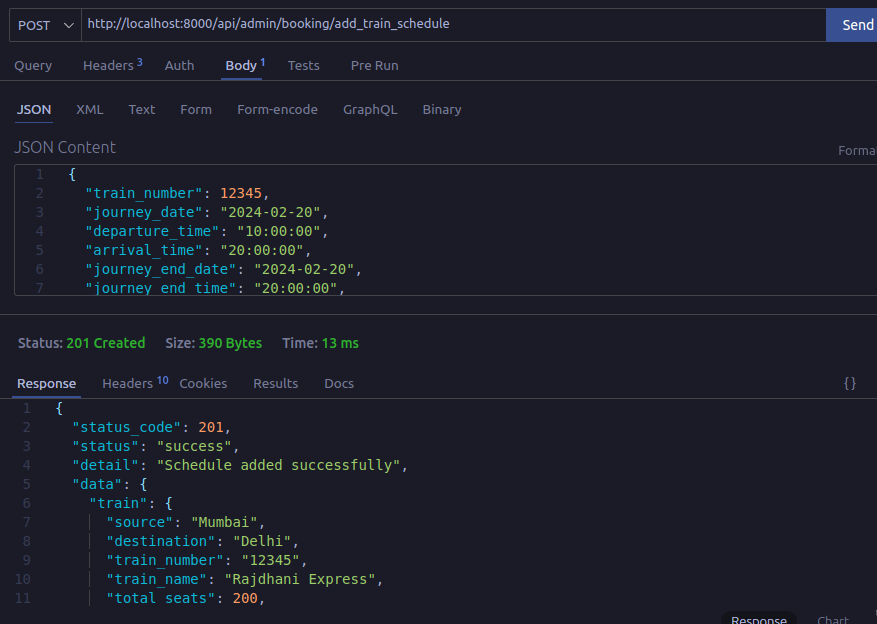 POST http://localhost:8000/api/admin/booking/add_train_schedule Send
Query Headers 3 Auth Body 1 Tests Pre Run
JSON XML Text Form Form-encode GraphQL Binary
JSON Content Forma
1 {
2 "train_number": 12345,
3 "journey_date": "2024-02-20",
4 "departure_time": "10:00:00",
5 "arrival_time": "20:00:00",
6 "journey_end_date": "2024-02-20",
7 "journey_end_time": "20:00:00",
Status: 201 Created Size: 390 Bytes Time: 13 ms
Response Headers 10 Cookies Results Docs {}
1 {
2 "status_code": 201,
3 "status": "success",
4 "detail": "Schedule added successfully",
5 "data": {
6 "train": {
7 "source": "Mumbai",
8 "destination": "Delhi",
9 "train_number": "12345",
10 "train_name": "Rajdhani Express",
11 "total_seats": 200,
Response Chart